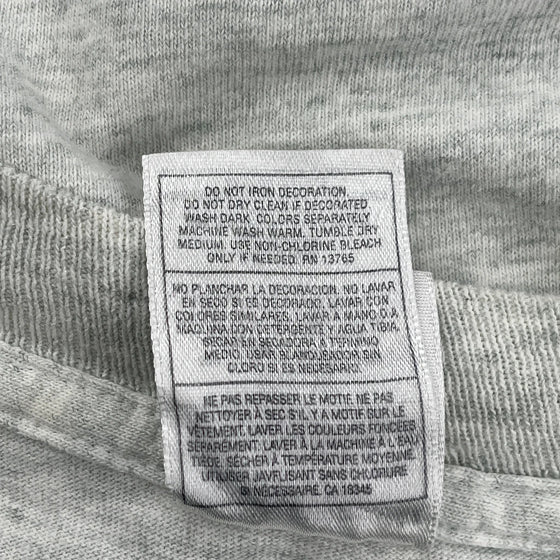 DO NOT IRON DECORATION.
DO NOT DRY CLEAN IF DECORATED
WASH DARK COLORS SEPARATELY
MACHINE WASH WARM. TUMBLE DRY
MEDIUM. USE NON-CHLORINE BLEACH
ONLY IF NEEDED. RN 13765
NO PLANCHAR LA DECORACION. NO LAVAR
EN SECO SI ES DECORADO. LAVAR CON
COLORES SIMILARES. LAVAR A MANO O A
MAQUINA CON DETERGENTE Y AGUA TIBIA.
SECAR EN SECADORA A TERMINO
MEDIO. USAR BLANQUEADOR SIN
CLORO SI ES NECESARIO.
NE PAS REPASSER LE MOTIF. NE PAS
NETTOYER À SEC S'IL Y A MOTIF SUR LE
VÊTEMENT. LAVER LES COULEURS FONCÉES
SÉPARÉMENT. LAVER À LA MACHINE À L'EAU
TIÈDE. SÉCHER À TEMPÉRATURE MOYENNE.
UTILISER JAVELLISANT SANS CHLORURE
SI NÉCESSAIRE. CA 18345